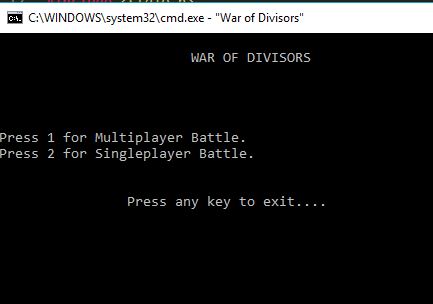 C:\WINDOWS\system32\cmd.exe - "War of Divisors"
WAR OF DIVISORS
Press 1 for Multiplayer Battle.
Press 2 for Singleplayer Battle.
Press any key to exit....